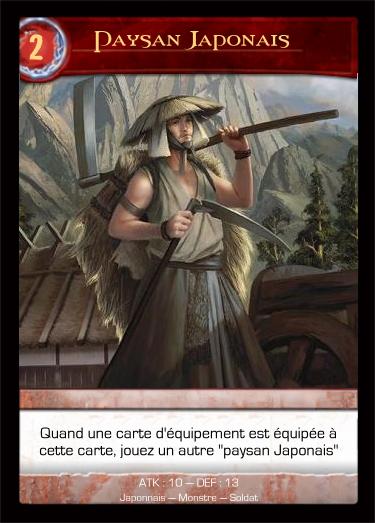 2
Paysan Japonais
Quand une carte d'équipement est équipée à
cette carte, jouez un autre "paysan Japonais"
ATK : 10 — DEF : 13
Japonnais — Monstre — Soldat